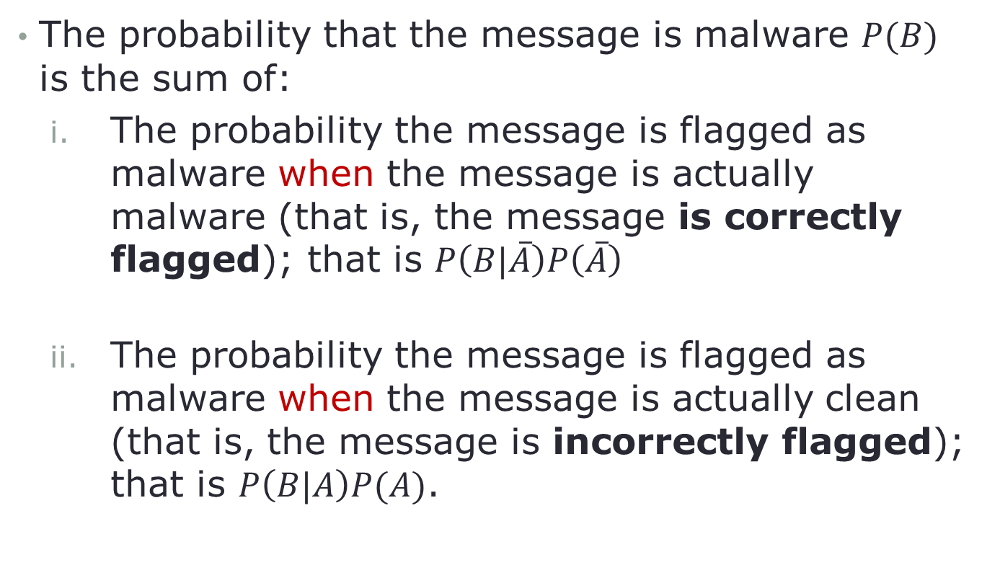 • The probability that the message is malware 𝑃(𝐵)
is the sum of:
i. The probability the message is flagged as
malware when the message is actually
malware (that is, the message is correctly
flagged); that is 𝑃(𝐵|𝐴̅)𝑃(𝐴̅)
ii. The probability the message is flagged as
malware when the message is actually clean
(that is, the message is incorrectly flagged);
that is 𝑃(𝐵|𝐴)𝑃(𝐴).